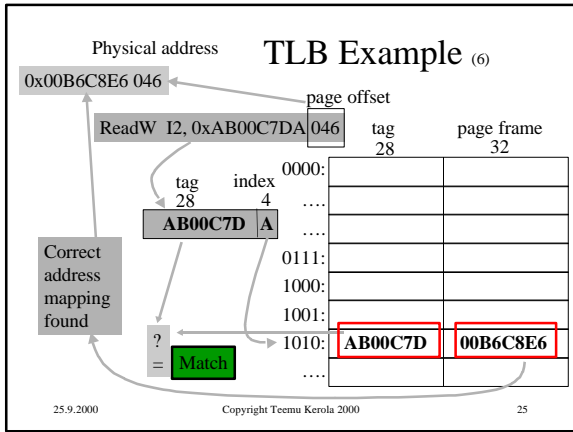 TLB Example (6)
Physical address
0x00B6C8E6 046
page offset
ReadW I2, 0xAB00C7DA 046
tag
28
page frame
32
tag
28
index
4
AB00C7D A
0000:
....
....
0111:
1000:
1001:
1010: AB00C7D 00B6C8E6
....
Correct
address
mapping
found
?
=
Match
25.9.2000
Copyright Teemu Kerola 2000
25